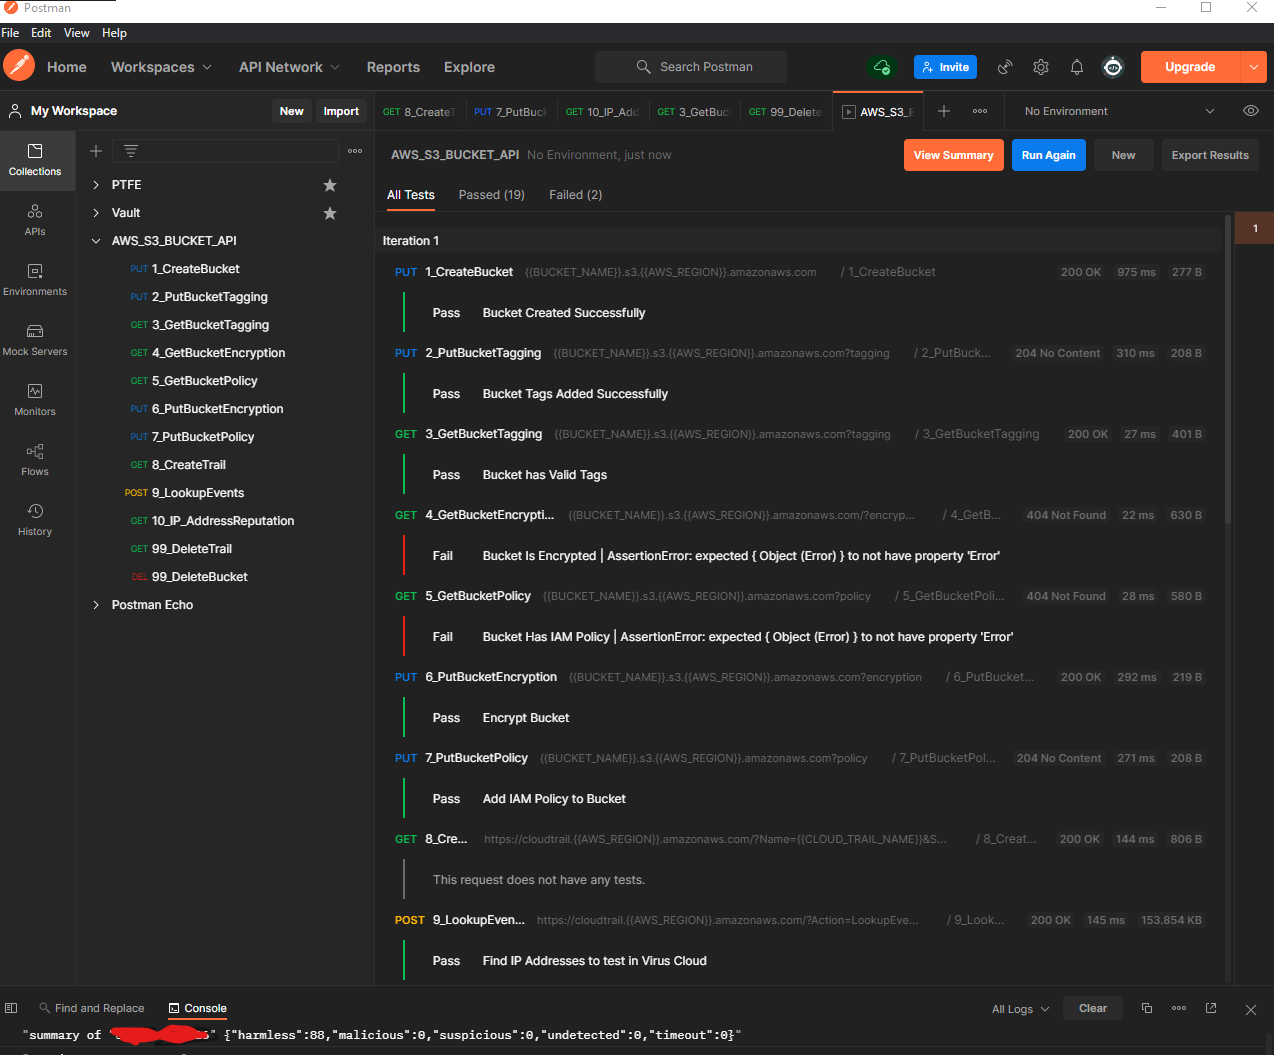 Postman
File Edit View Help
Home Workspaces API Network Reports Explore Search Postman Invite Upgrade
My Workspace New Import GET 8_CreateT PUT 7_PutBuck GET 10_IP_Add GET 3_GetBuc GET 99_Delete AWS_S3_B No Environment
Collections
APIs
Environments
Mock Servers
Monitors
Flows
History
PTFE
Vault
AWS_S3_BUCKET_API
PUT 1_CreateBucket
PUT 2_PutBucketTagging
GET 3_GetBucketTagging
GET 4_GetBucketEncryption
GET 5_GetBucketPolicy
PUT 6_PutBucketEncryption
PUT 7_PutBucketPolicy
GET 8_CreateTrail
POST 9_LookupEvents
GET 10_IP_AddressReputation
GET 99_DeleteTrail
DEL 99_DeleteBucket
Postman Echo
AWS_S3_BUCKET_API No Environment, just now View Summary Run Again New Export Results
All Tests Passed (19) Failed (2)
1
Iteration 1
PUT 1_CreateBucket {{BUCKET_NAME}}.s3.{{AWS_REGION}}.amazonaws.com / 1_CreateBucket 200 OK 975 ms 277 B
Pass Bucket Created Successfully
PUT 2_PutBucketTagging {{BUCKET_NAME}}.s3.{{AWS_REGION}}.amazonaws.com?tagging / 2_PutBuck... 204 No Content 310 ms 208 B
Pass Bucket Tags Added Successfully
GET 3_GetBucketTagging {{BUCKET_NAME}}.s3.{{AWS_REGION}}.amazonaws.com?tagging / 3_GetBucketTagging 200 OK 27 ms 401 B
Pass Bucket has Valid Tags
GET 4_GetBucketEncrypti... {{BUCKET_NAME}}.s3.{{AWS_REGION}}.amazonaws.com/?encryp... / 4_GetB... 404 Not Found 22 ms 630 B
Fail Bucket Is Encrypted | AssertionError: expected { Object (Error) } to not have property 'Error'
GET 5_GetBucketPolicy {{BUCKET_NAME}}.s3.{{AWS_REGION}}.amazonaws.com?policy / 5_GetBucketPoli... 404 Not Found 28 ms 580 B
Fail Bucket Has IAM Policy | AssertionError: expected { Object (Error) } to not have property 'Error'
PUT 6_PutBucketEncryption {{BUCKET_NAME}}.s3.{{AWS_REGION}}.amazonaws.com?encryption / 6_PutBucket... 200 OK 292 ms 219 B
Pass Encrypt Bucket
PUT 7_PutBucketPolicy {{BUCKET_NAME}}.s3.{{AWS_REGION}}.amazonaws.com?policy / 7_PutBucketPol... 204 No Content 271 ms 208 B
Pass Add IAM Policy to Bucket
GET 8_Cre... https://cloudtrail.{{AWS_REGION}}.amazonaws.com/?Name={{CLOUD_TRAIL_NAME}}&S... / 8_Creat... 200 OK 144 ms 806 B
This request does not have any tests.
POST 9_LookupEven... https://cloudtrail.{{AWS_REGION}}.amazonaws.com/?Action=LookupEve... / 9_Look... 200 OK 145 ms 153.854 KB
Pass Find IP Addresses to test in Virus Cloud
Find and Replace Console All Logs Clear
"summary of {"harmless":88,"malicious":0,"suspicious":0,"undetected":0,"timeout":0}"